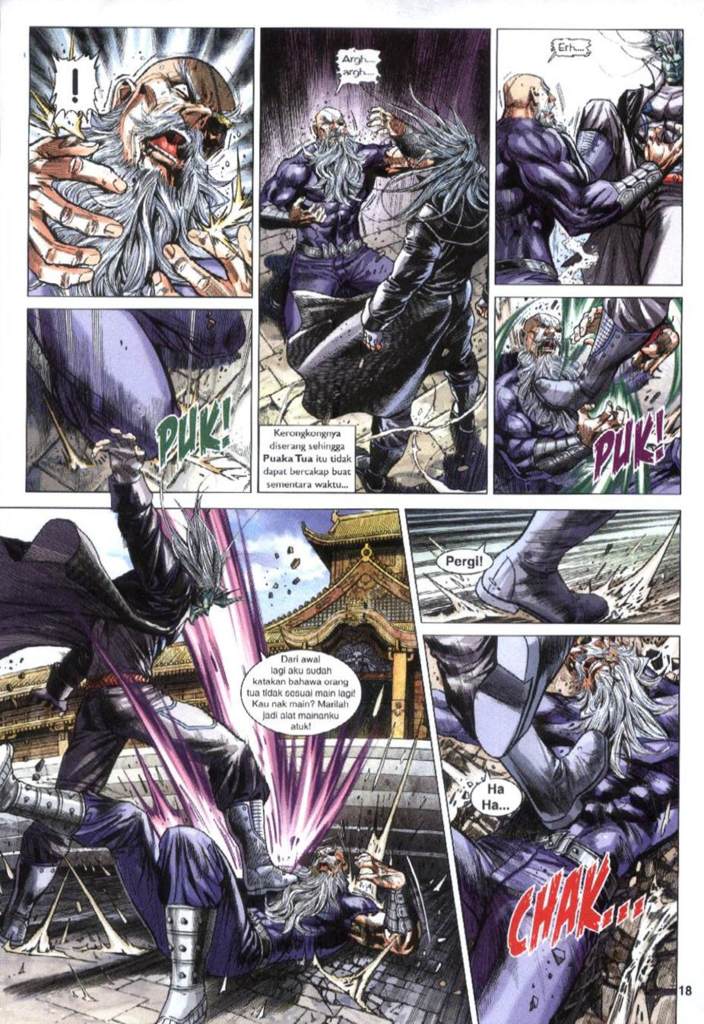 !
Argh...
argh...
Erh...
PUK!
Kerongkongnya
diserang sehingga
Puaka Tua itu tidak
dapat bercakap buat
sementara waktu...
PUK!
Dari awal
lagi aku sudah
katakan bahawa orang
tua tidak sesuai main lagi!
Kau nak main? Marilah
jadi alat mainanku
atuk!
Pergi!
Ha
Ha...
CHAK...
18